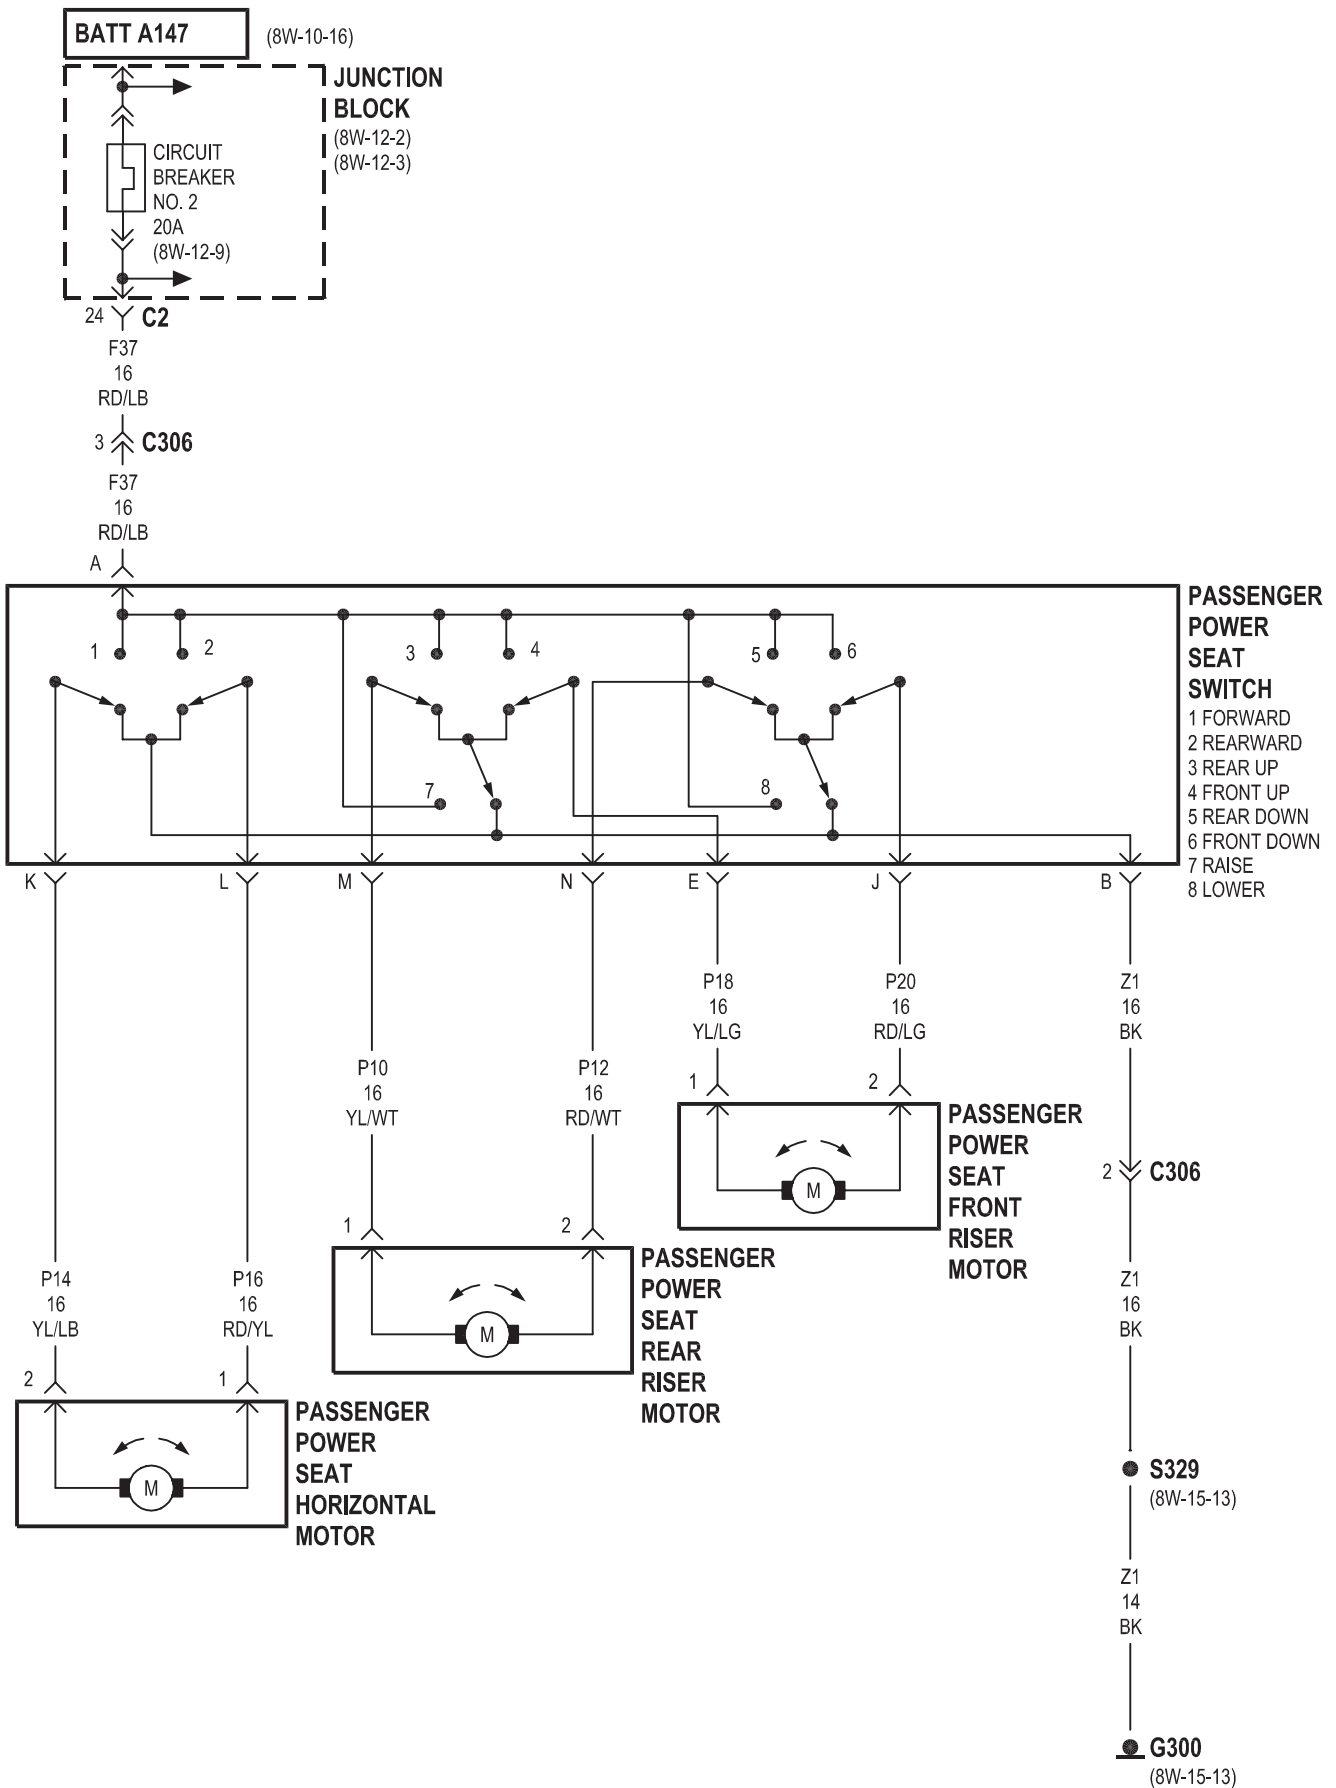 BATT A147
(8W-10-16)
JUNCTION
BLOCK
(8W-12-2)
(8W-12-3)
CIRCUIT
BREAKER
NO. 2
20A
(8W-12-9)
24 C2
F37
16
RD/LB
3 C306
F37
16
RD/LB
A
PASSENGER
POWER
SEAT
SWITCH
1 FORWARD
2 REARWARD
3 REAR UP
4 FRONT UP
5 REAR DOWN
6 FRONT DOWN
7 RAISE
8 LOWER
1 2 3 4 5 6
7 8
K L M N E J B
P18
16
YL/LG
P20
16
RD/LG
Z1
16
BK
P10
16
YL/WT
P12
16
RD/WT
1 2
M
PASSENGER
POWER
SEAT
FRONT
RISER
MOTOR
2 C306
1 2
M
PASSENGER
POWER
SEAT
REAR
RISER
MOTOR
P14
16
YL/LB
P16
16
RD/YL
Z1
16
BK
2 1
M
PASSENGER
POWER
SEAT
HORIZONTAL
MOTOR
S329
(8W-15-13)
Z1
14
BK
G300
(8W-15-13)